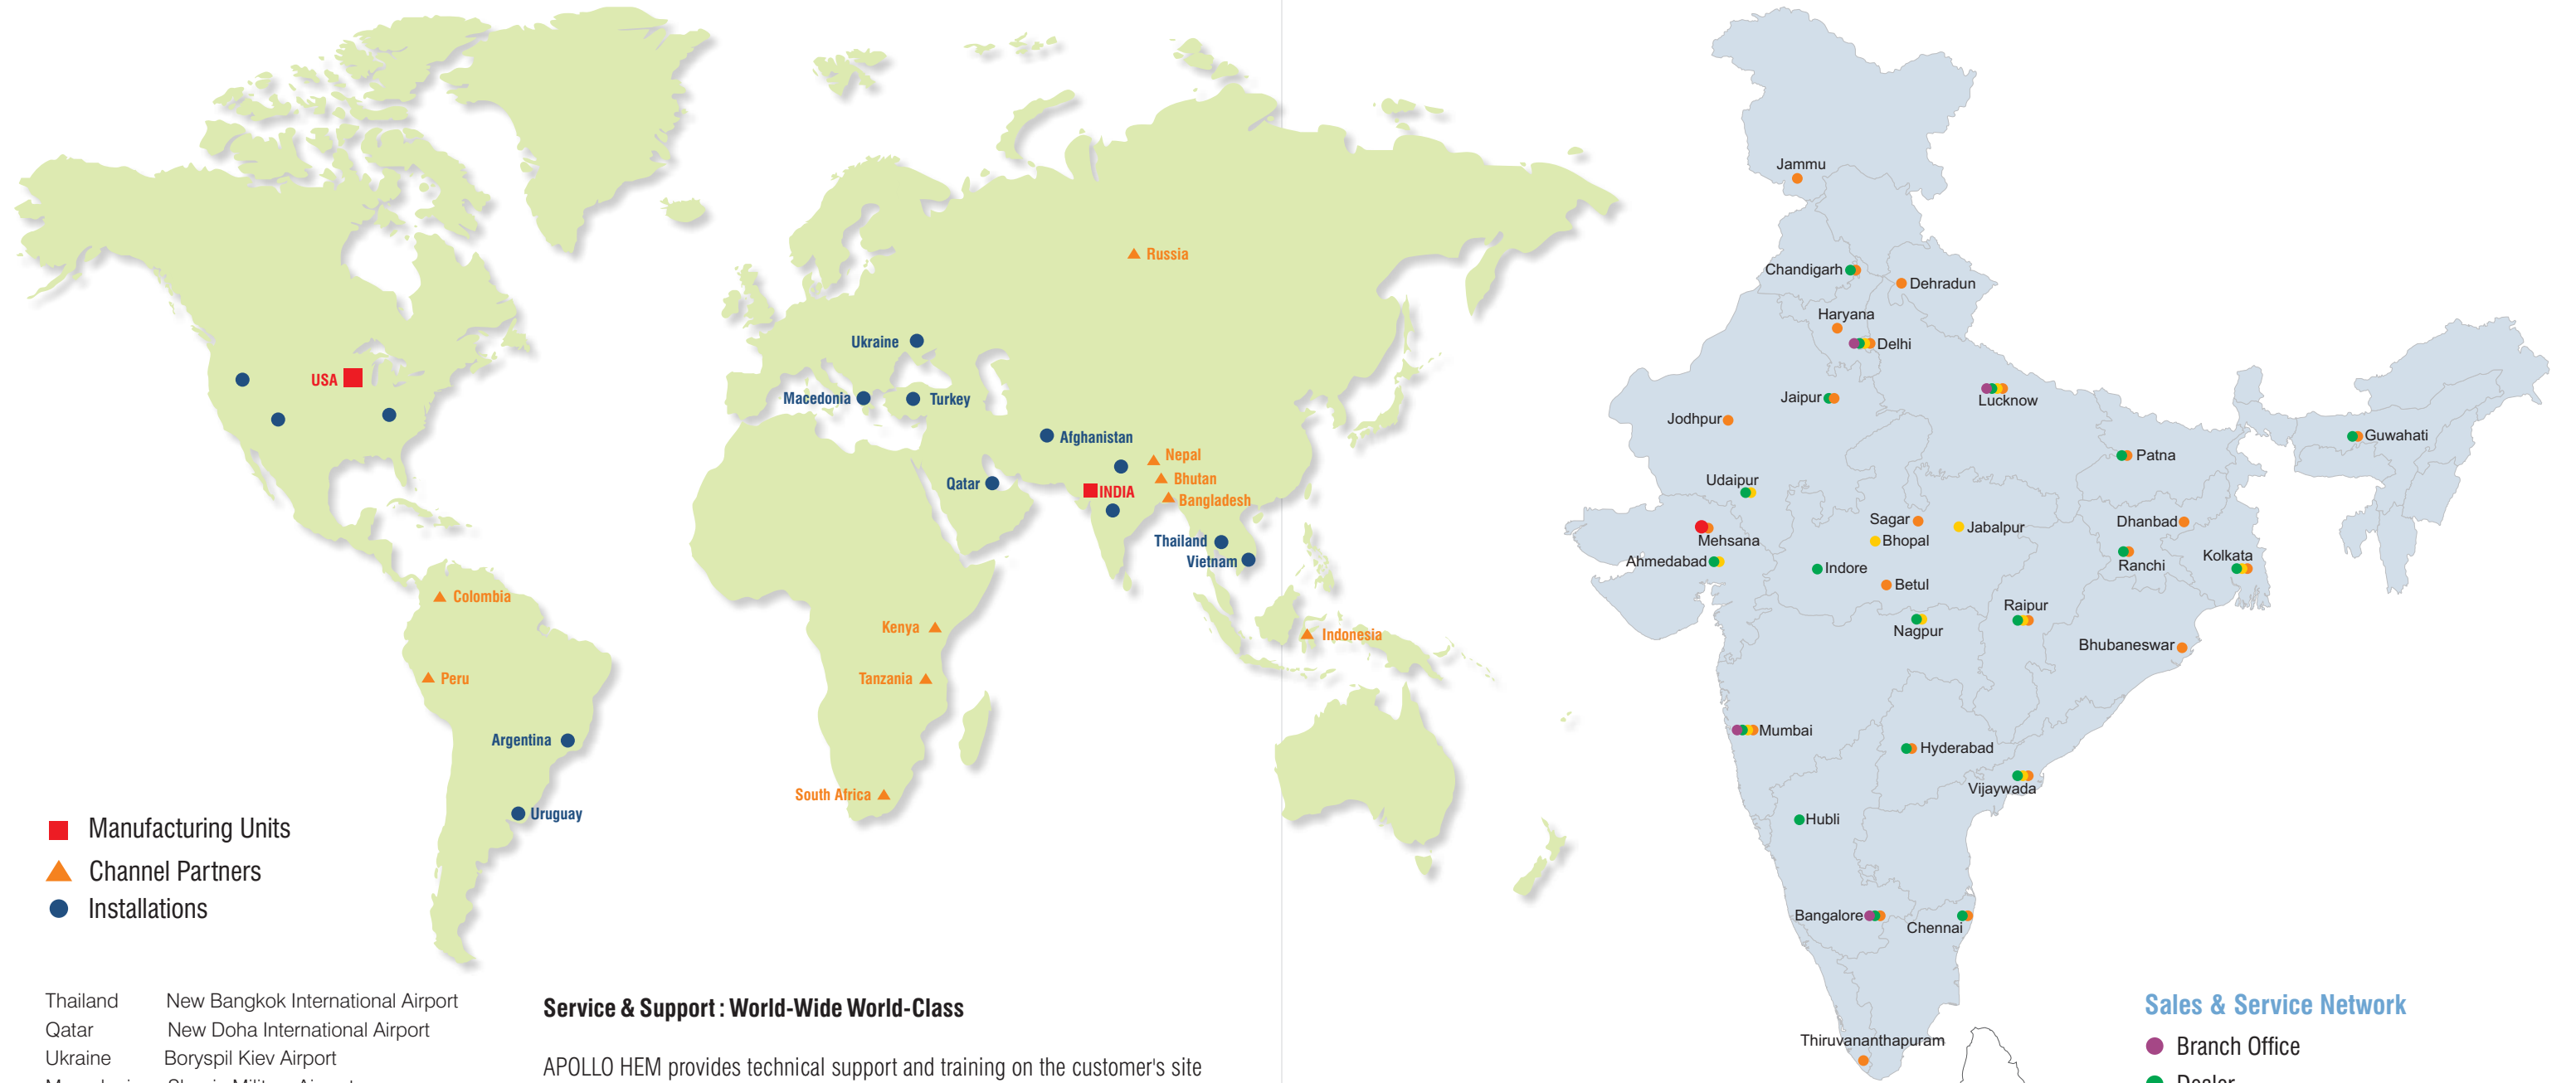 Russia
Ukraine
USA
Macedonia
Turkey
Afghanistan
Nepal
Bhutan
Qatar
INDIA
Bangladesh
Thailand
Vietnam
Colombia
Kenya
Indonesia
Peru
Tanzania
Argentina
South Africa
Uruguay
Manufacturing Units
Channel Partners
Installations
Thailand New Bangkok International Airport
Qatar New Doha International Airport
Ukraine Boryspil Kiev Airport
Service & Support : World-Wide World-Class
APOLLO HEM provides technical support and training on the customer's site
Jammu
Chandigarh
Dehradun
Haryana
Delhi
Jaipur
Lucknow
Jodhpur
Guwahati
Patna
Udaipur
Sagar
Jabalpur
Dhanbad
Mehsana
Bhopal
Ahmedabad
Indore
Ranchi
Kolkata
Betul
Raipur
Nagpur
Bhubaneswar
Mumbai
Hyderabad
Vijaywada
Hubli
Bangalore
Chennai
Thiruvananthapuram
Sales & Service Network
Branch Office
Dealer